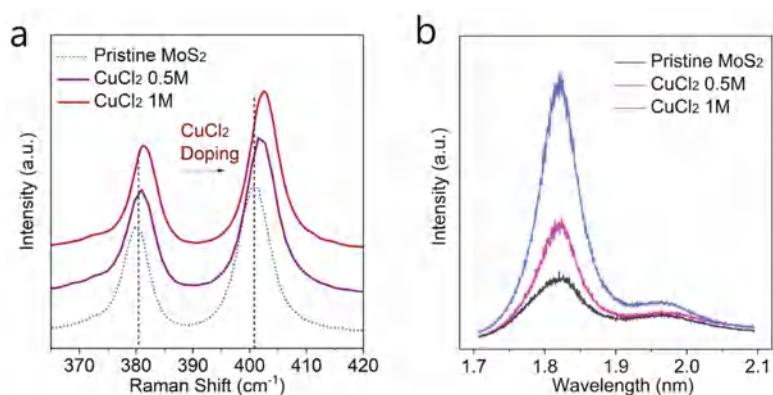 a
Pristine MoS2
CuCl2 0.5M
CuCl2 1M
CuCl2
Doping
Intensity (a.u.)
370 380 390 400 410 420
Raman Shift (cm⁻¹)
b
Pristine MoS2
CuCl2 0.5M
CuCl2 1M
Intensity (a.u.)
1.7 1.8 1.9 2.0 2.1
Wavelength (nm)